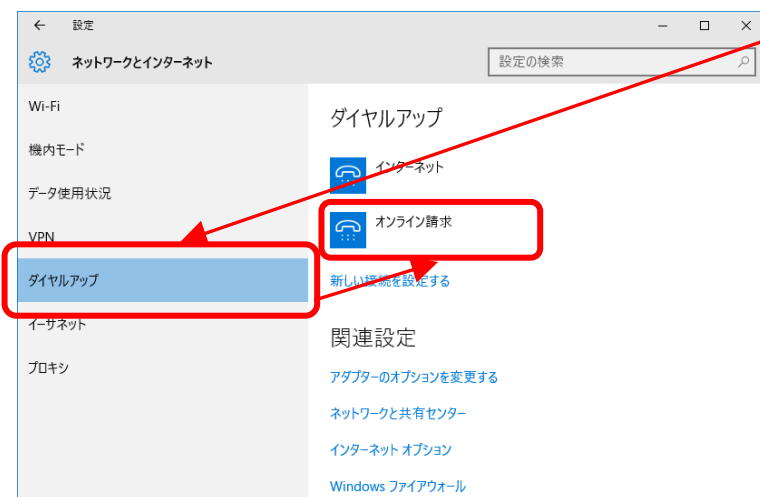 設定
ネットワークとインターネット
設定の検索
Wi-Fi
機内モード
データ使用状況
VPN
ダイヤルアップ
イーサネット
プロキシ
ダイヤルアップ
インターネット
オンライン請求
新しい接続を設定する
関連設定
アダプターのオプションを変更する
ネットワークと共有センター
インターネット オプション
Windows ファイアウォール